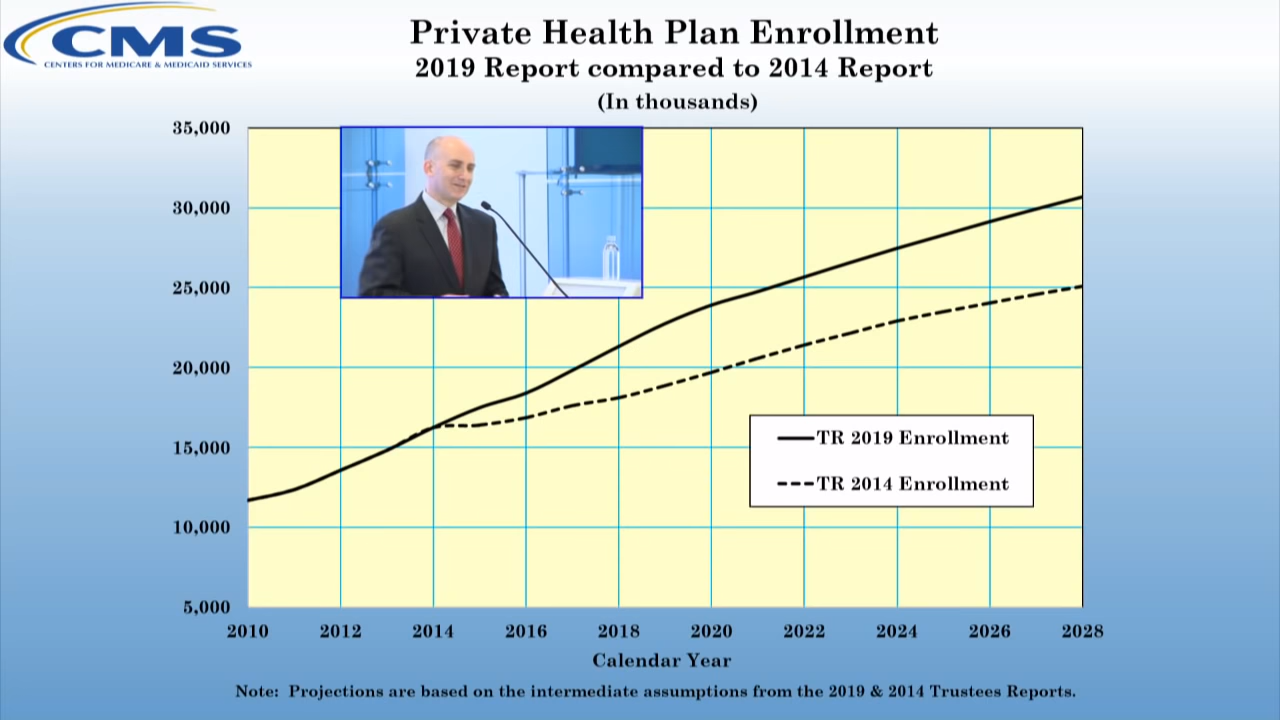 CMS
CENTERS FOR MEDICARE & MEDICAID SERVICES
Private Health Plan Enrollment
2019 Report compared to 2014 Report
(In thousands)
35,000
30,000
25,000
20,000
15,000
10,000
5,000
TR 2019 Enrollment
TR 2014 Enrollment
2010 2012 2014 2016 2018 2020 2022 2024 2026 2028
Calendar Year
Note: Projections are based on the intermediate assumptions from the 2019 & 2014 Trustees Reports.